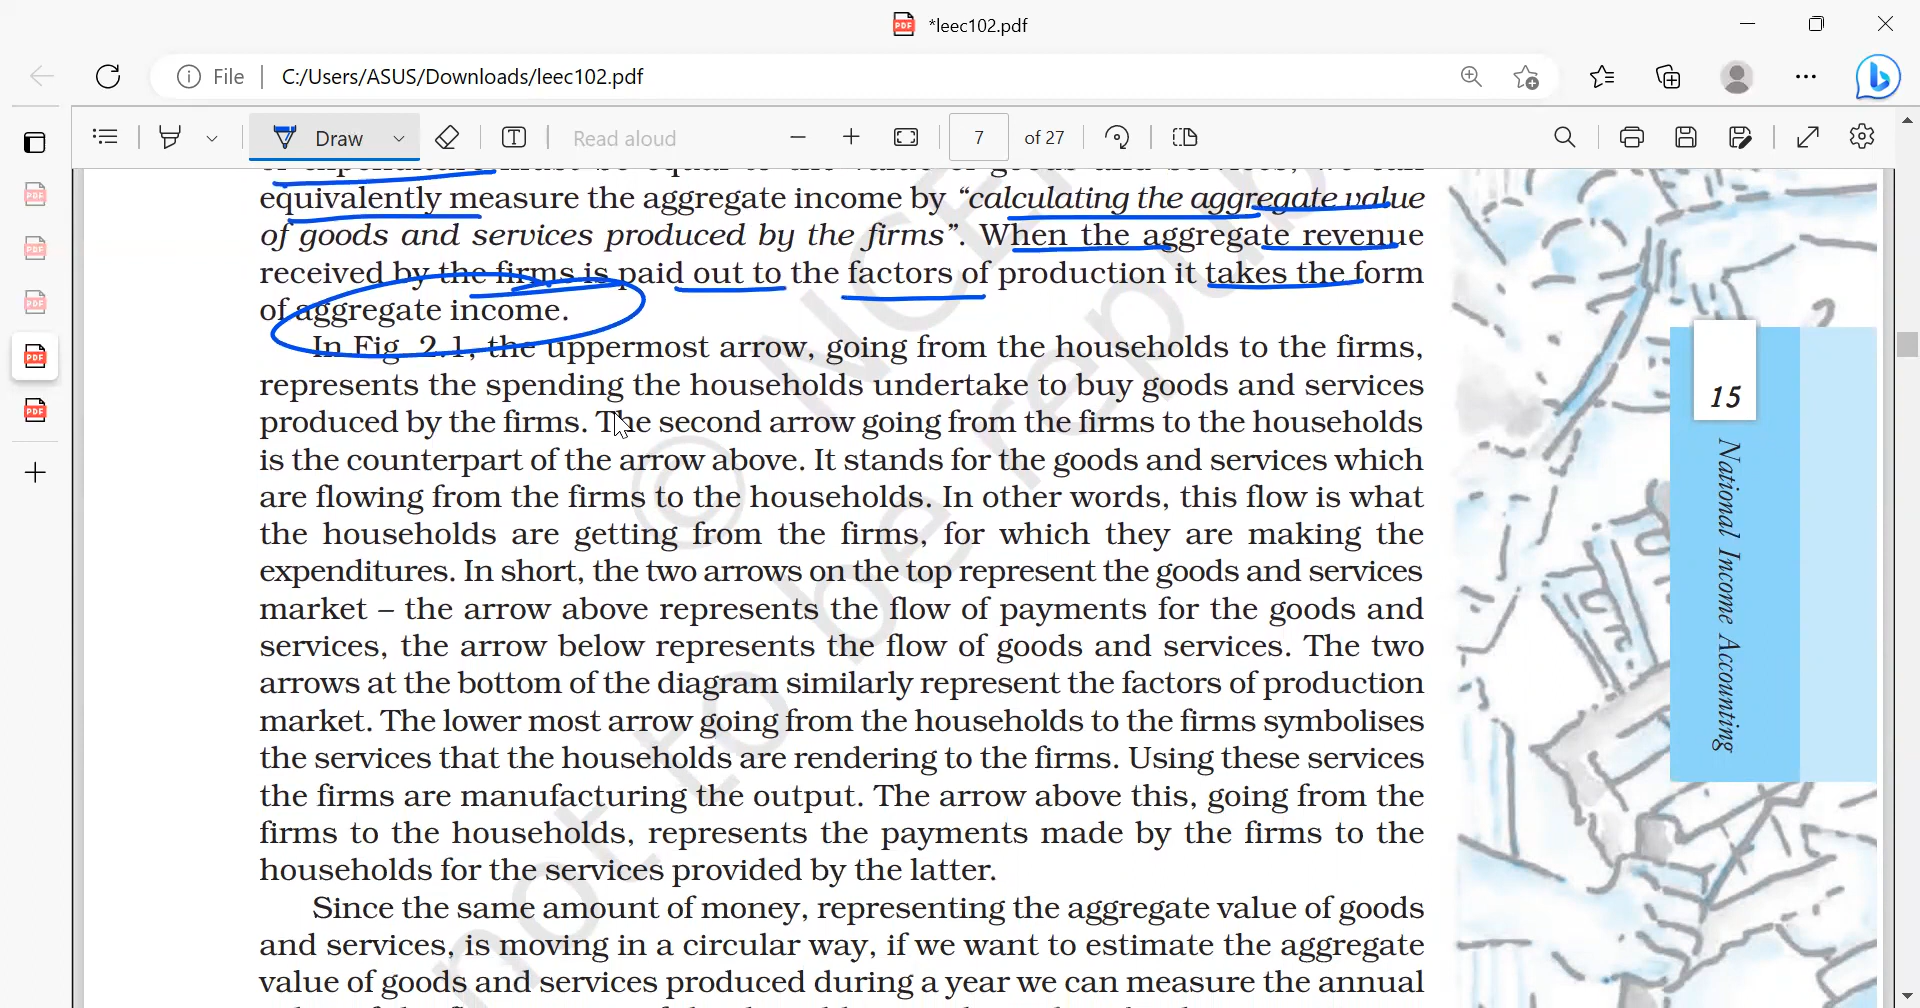 *leec102.pdf
File C:/Users/ASUS/Downloads/leec102.pdf
Draw Read aloud 7 of 27
equivalently measure the aggregate income by “calculating the aggregate value
of goods and services produced by the firms”. When the aggregate revenue
received by the firms is paid out to the factors of production it takes the form
of aggregate income.
In Fig. 2.1, the uppermost arrow, going from the households to the firms,
represents the spending the households undertake to buy goods and services
produced by the firms. The second arrow going from the firms to the households
is the counterpart of the arrow above. It stands for the goods and services which
are flowing from the firms to the households. In other words, this flow is what
the households are getting from the firms, for which they are making the
expenditures. In short, the two arrows on the top represent the goods and services
market – the arrow above represents the flow of payments for the goods and
services, the arrow below represents the flow of goods and services. The two
arrows at the bottom of the diagram similarly represent the factors of production
market. The lower most arrow going from the households to the firms symbolises
the services that the households are rendering to the firms. Using these services
the firms are manufacturing the output. The arrow above this, going from the
firms to the households, represents the payments made by the firms to the
households for the services provided by the latter.
Since the same amount of money, representing the aggregate value of goods
and services, is moving in a circular way, if we want to estimate the aggregate
value of goods and services produced during a year we can measure the annual
15
National Income Accounting
© NCE
not to be repu